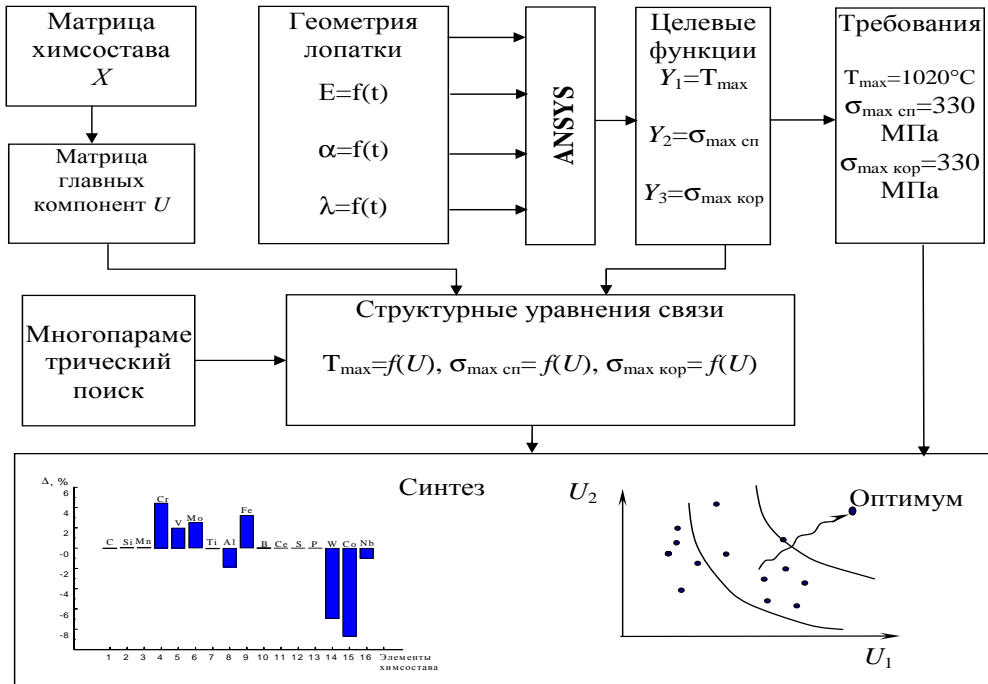 Матрица
химсостава
X
Матрица
главных
компонент U
Геометрия
лопатки
E=f(t)
α=f(t)
λ=f(t)
ANSYS
Целевые
функции
Y₁=Tmax
Y₂=σmax сп
Y₃=σmax кор
Требования
Tmax=1020°C
σmax сп=330
МПа
σmax кор=330
МПа
Многопараме
трический
поиск
Структурные уравнения связи
Tmax=f(U), σmax сп= f(U), σmax кор= f(U)
Синтез
Δ, %
6
4
2
-0
-2
-4
-6
-8
C Si Mn Cr V Mo Ti Al Fe B Ce S P W Co Nb
1 2 3 4 5 6 7 8 9 10 11 12 13 14 15 16
Элементы
химсостава
U₂
Оптимум
U₁